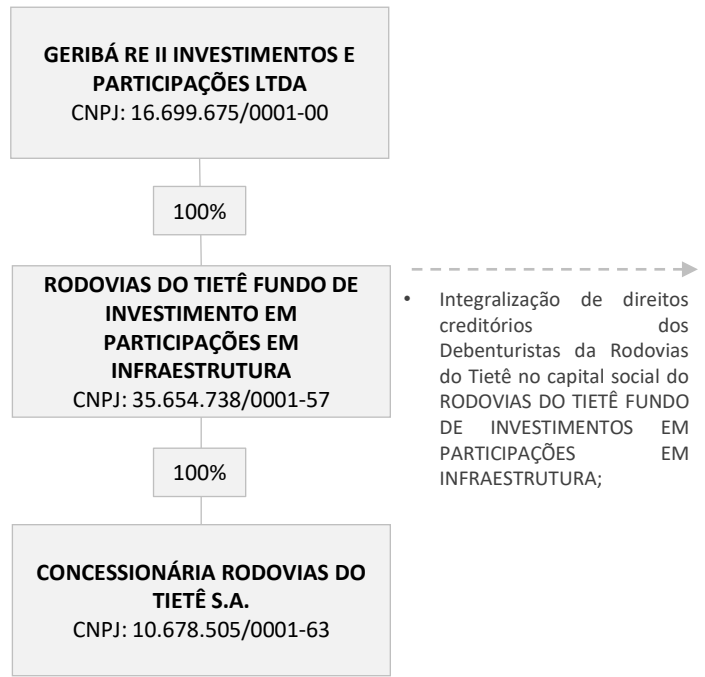 GERIBÁ RE II INVESTIMENTOS E
PARTICIPAÇÕES LTDA
CNPJ: 16.699.675/0001-00
100%
RODOVIAS DO TIETÊ FUNDO DE
INVESTIMENTO EM
PARTICIPAÇÕES EM
INFRAESTRUTURA
CNPJ: 35.654.738/0001-57
• Integralização de direitos
creditórios dos
Debenturistas da Rodovias
do Tietê no capital social do
RODOVIAS DO TIETÊ FUNDO
DE INVESTIMENTOS EM
PARTICIPAÇÕES EM
INFRAESTRUTURA;
100%
CONCESSIONÁRIA RODOVIAS DO
TIETÊ S.A.
CNPJ: 10.678.505/0001-63